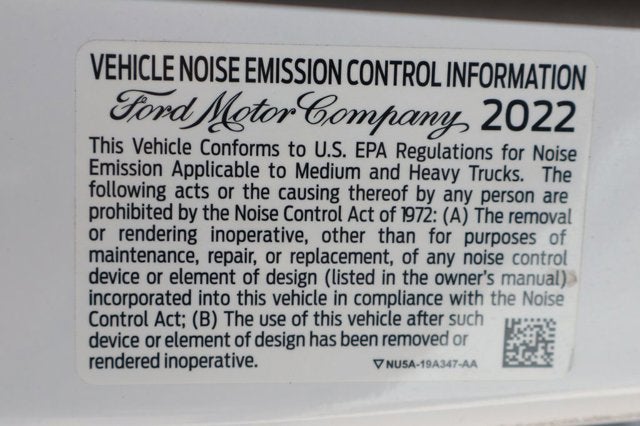 VEHICLE NOISE EMISSION CONTROL INFORMATION
Ford Motor Company 2022
This Vehicle Conforms to U.S. EPA Regulations for Noise
Emission Applicable to Medium and Heavy Trucks. The
following acts or the causing thereof by any person are
prohibited by the Noise Control Act of 1972: (A) The removal
or rendering inoperative, other than for purposes of
maintenance, repair, or replacement, of any noise control
device or element of design (listed in the owner's manual)
incorporated into this vehicle in compliance with the Noise
Control Act; (B) The use of this vehicle after such
device or element of design has been removed or
rendered inoperative.
▽ NU5A-19A347-AA